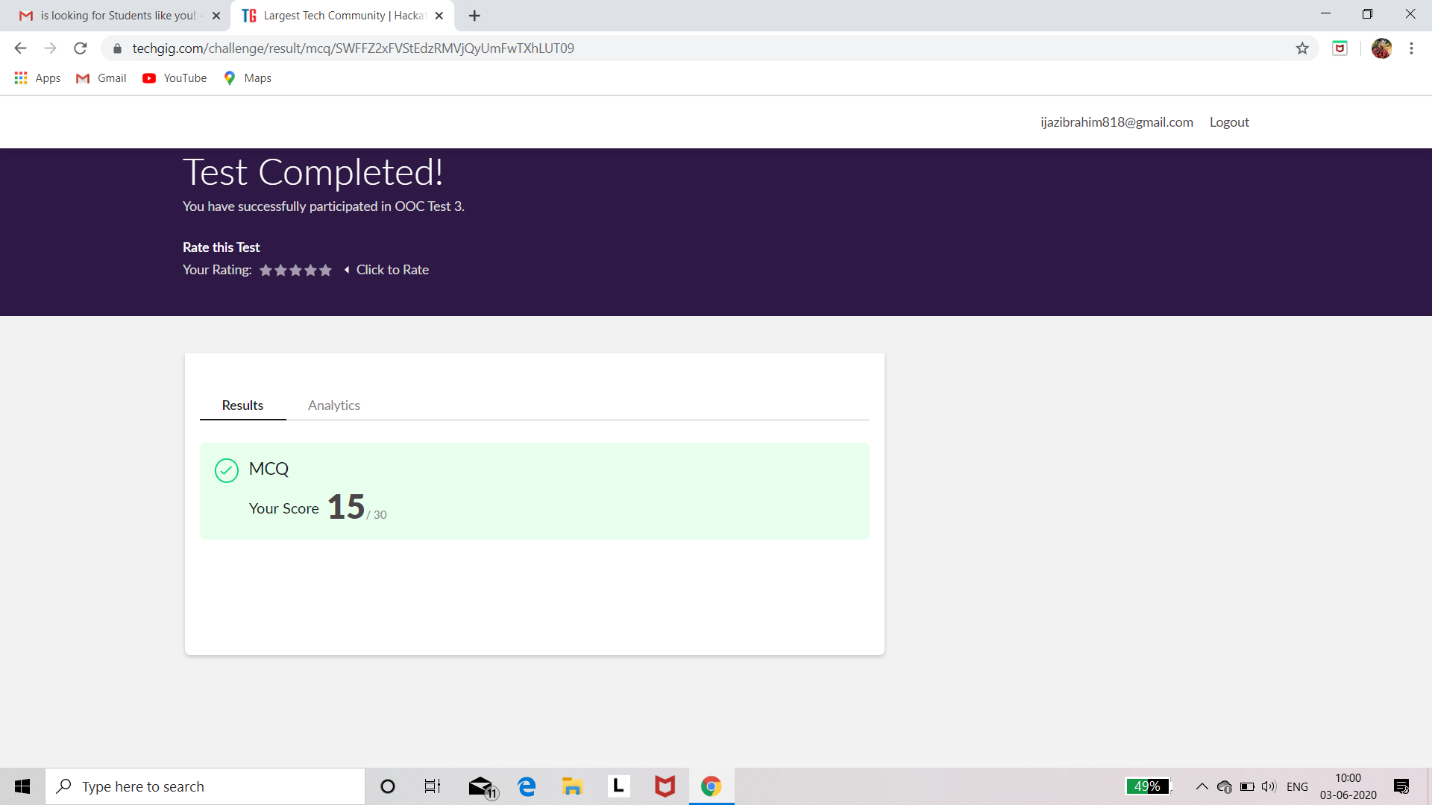 is looking for Students like you! -
TG Largest Tech Community | Hacka
techgig.com/challenge/result/mcq/SWFFZ2xFVStEdzRMVjQyUmFwTXhLUT09
Apps Gmail YouTube Maps
ijazibrahim818@gmail.com Logout
Test Completed!
You have successfully participated in OOC Test 3.
Rate this Test
Your Rating: Click to Rate
Results Analytics
MCQ
Your Score 15 / 30
Type here to search
11
L
49%
ENG
10:00
03-06-2020